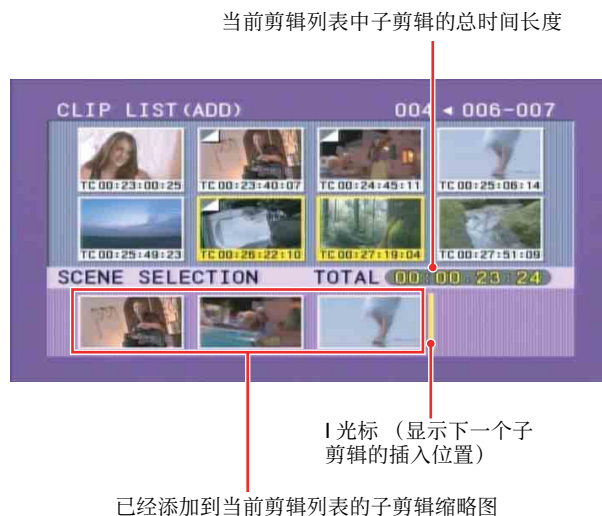 当前剪辑列表中子剪辑的总时间长度
CLIP LIST(ADD) 004 ◄ 006-007
TC 00:23:00:25 TC 00:23:40:07 TC 00:24:45:11 TC 00:25:06:14
TC 00:25:49:23 TC 00:26:22:10 TC 00:27:19:04 TC 00:27:51:09
SCENE SELECTION TOTAL 00:00:23:24
I 光标 （显示下一个子
剪辑的插入位置）
已经添加到当前剪辑列表的子剪辑缩略图